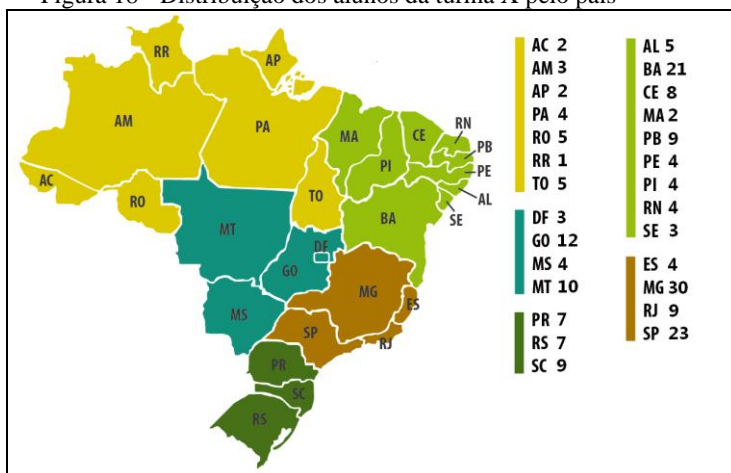 Figura 18 - Distribuição dos alunos da turma X pelo país
RR
AP
AM
PA
MA
CE
RN
PB
PE
PI
AL
SE
AC
RO
TO
BA
MT
DF
GO
MG
ES
MS
SP
RJ
PR
SC
RS
AC 2
AM 3
AP 2
PA 4
RO 5
RR 1
TO 5
DF 3
GO 12
MS 4
MT 10
PR 7
RS 7
SC 9
AL 5
BA 21
CE 8
MA 2
PB 9
PE 4
PI 4
RN 4
SE 3
ES 4
MG 30
RJ 9
SP 23